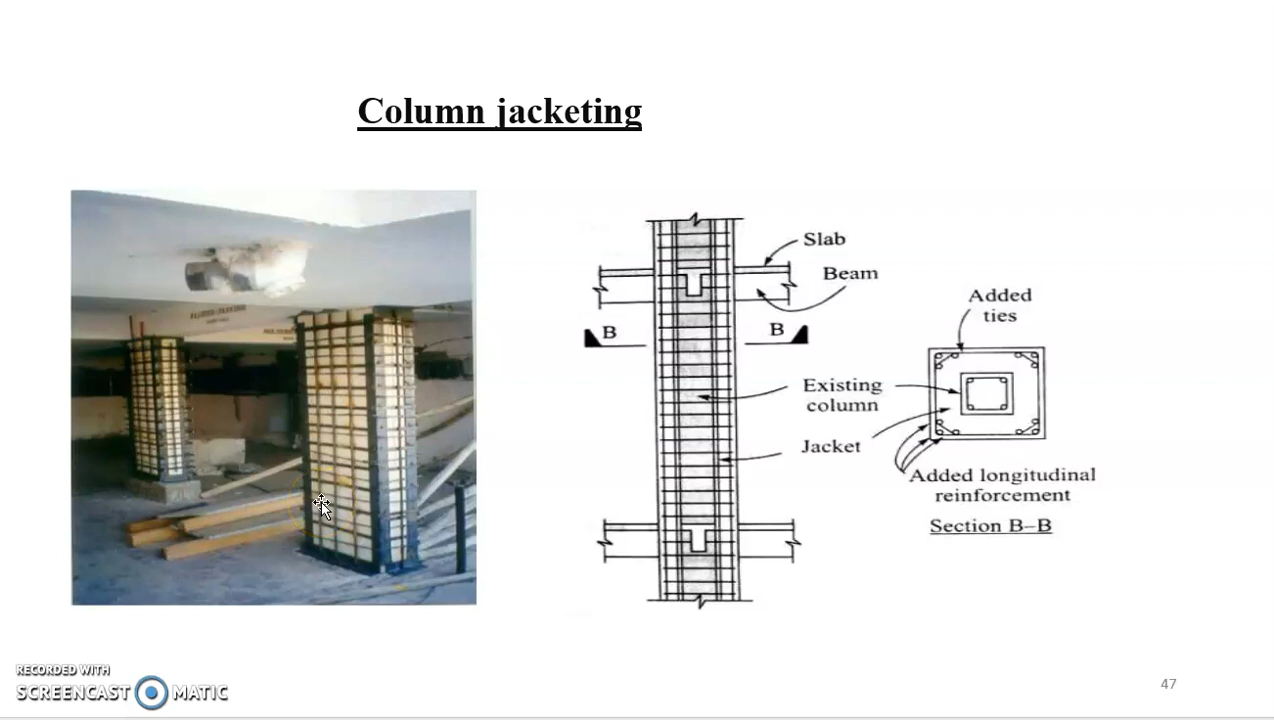 Column jacketing
Slab
Beam
B
B
Added
ties
Existing
column
Jacket
Added longitudinal
reinforcement
Section B–B
RECORDED WITH
SCREENCAST MATIC
47